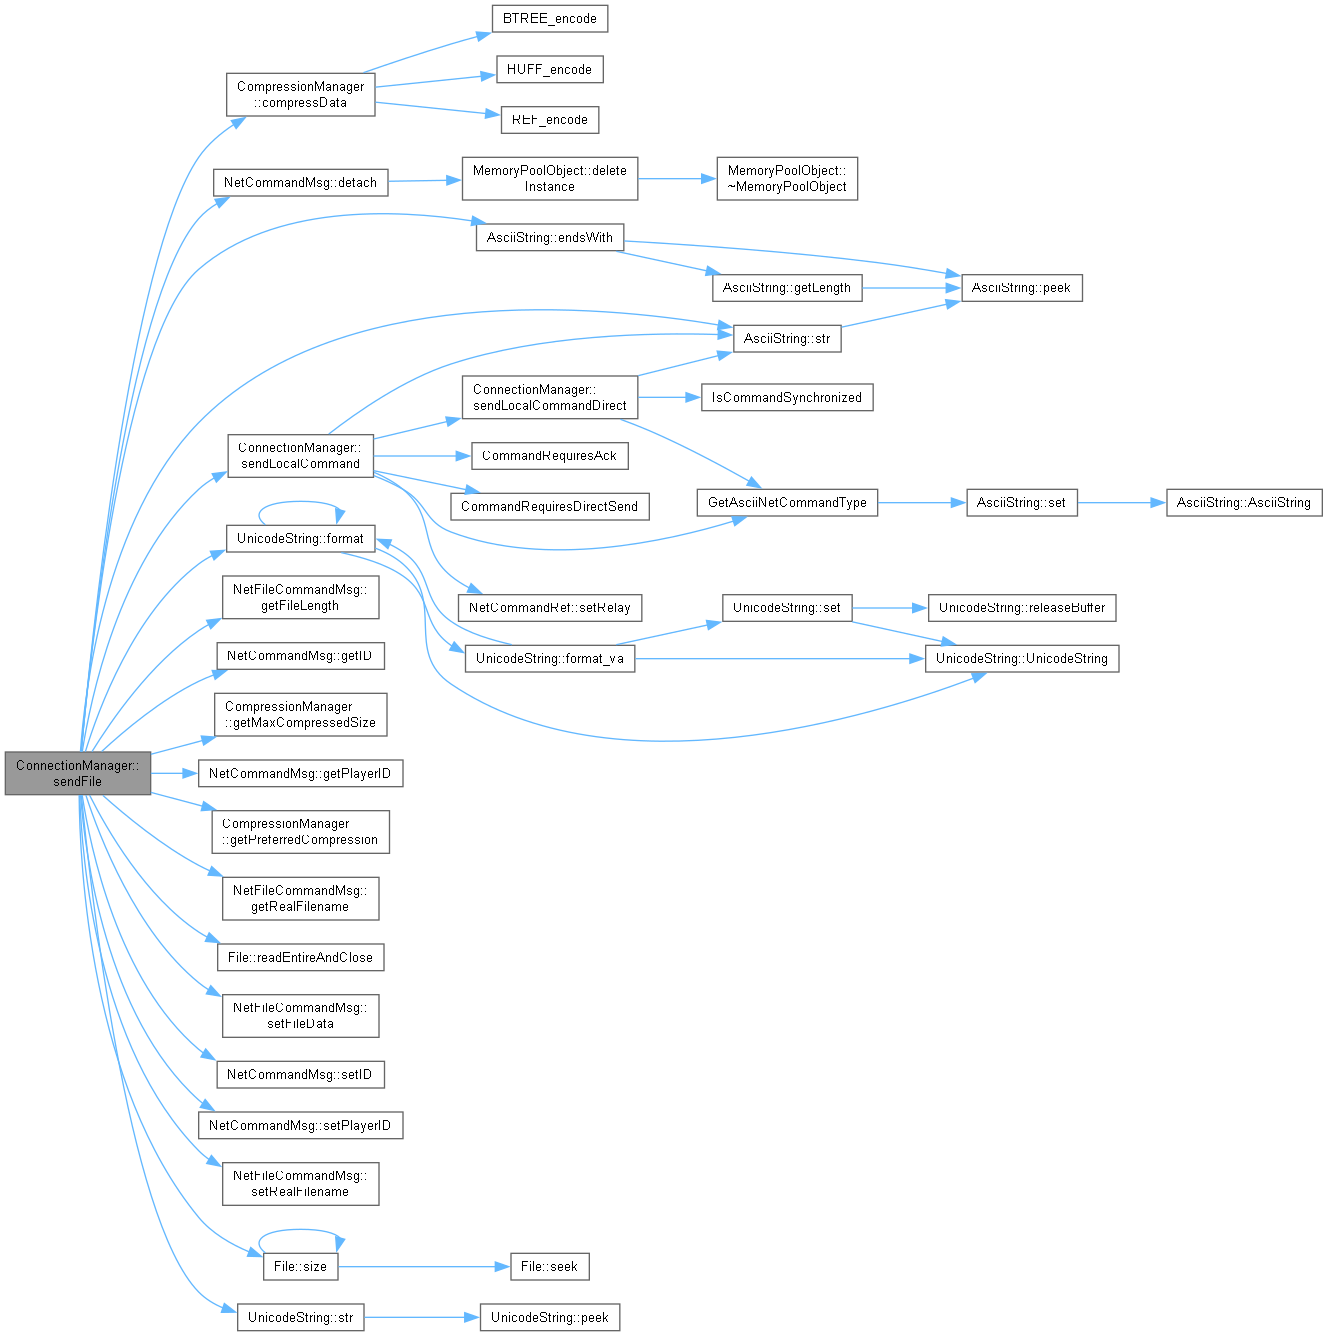 BTREE_encode
CompressionManager
::compressData
HUFF_encode
REF_encode
NetCommandMsg::detach
MemoryPoolObject::delete
Instance
MemoryPoolObject::
~MemoryPoolObject
AsciiString::endsWith
AsciiString::getLength
AsciiString::peek
AsciiString::str
ConnectionManager::
sendLocalCommandDirect
IsCommandSynchronized
ConnectionManager::
sendLocalCommand
CommandRequiresAck
CommandRequiresDirectSend
GetAsciiNetCommandType
AsciiString::set
AsciiString::AsciiString
UnicodeString::format
NetFileCommandMsg::
getFileLength
NetCommandRef::setRelay
UnicodeString::set
UnicodeString::releaseBuffer
NetCommandMsg::getID
UnicodeString::format_va
UnicodeString::UnicodeString
CompressionManager
::getMaxCompressedSize
ConnectionManager::
sendFile
NetCommandMsg::getPlayerID
CompressionManager
::getPreferredCompression
NetFileCommandMsg::
getRealFilename
File::readEntireAndClose
NetFileCommandMsg::
setFileData
NetCommandMsg::setID
NetCommandMsg::setPlayerID
NetFileCommandMsg::
setRealFilename
File::size
File::seek
UnicodeString::str
UnicodeString::peek